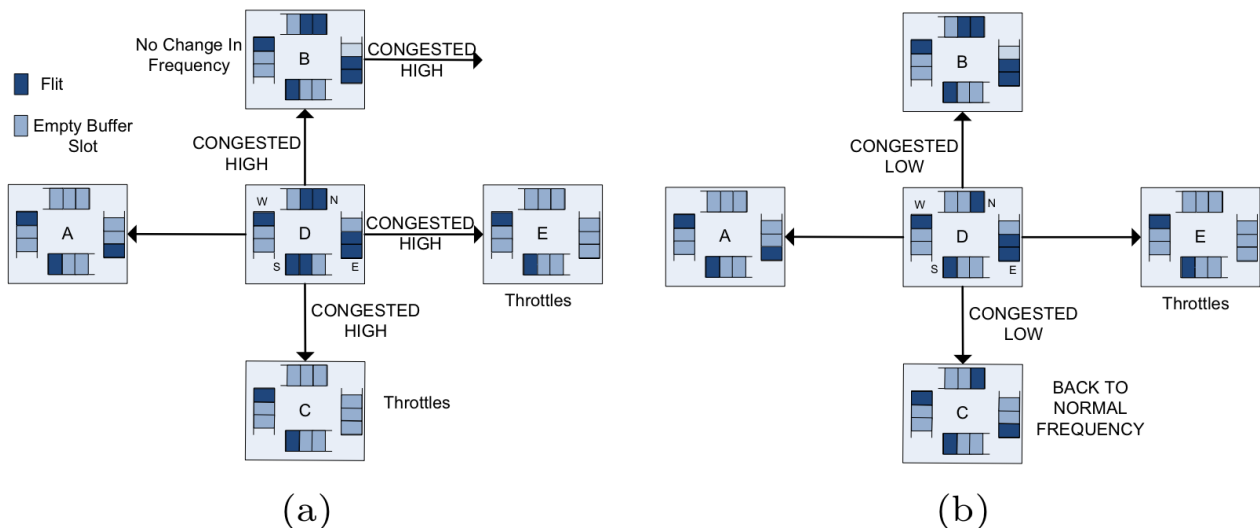 No Change In
Frequency
B
CONGESTED
HIGH
Flit
Empty Buffer
Slot
CONGESTED
HIGH
A
W
N
D
S
E
CONGESTED
HIGH
E
Throttles
CONGESTED
HIGH
C
Throttles
(a)
B
CONGESTED
LOW
A
W
N
D
S
E
E
Throttles
CONGESTED
LOW
C
BACK TO
NORMAL
FREQUENCY
(b)